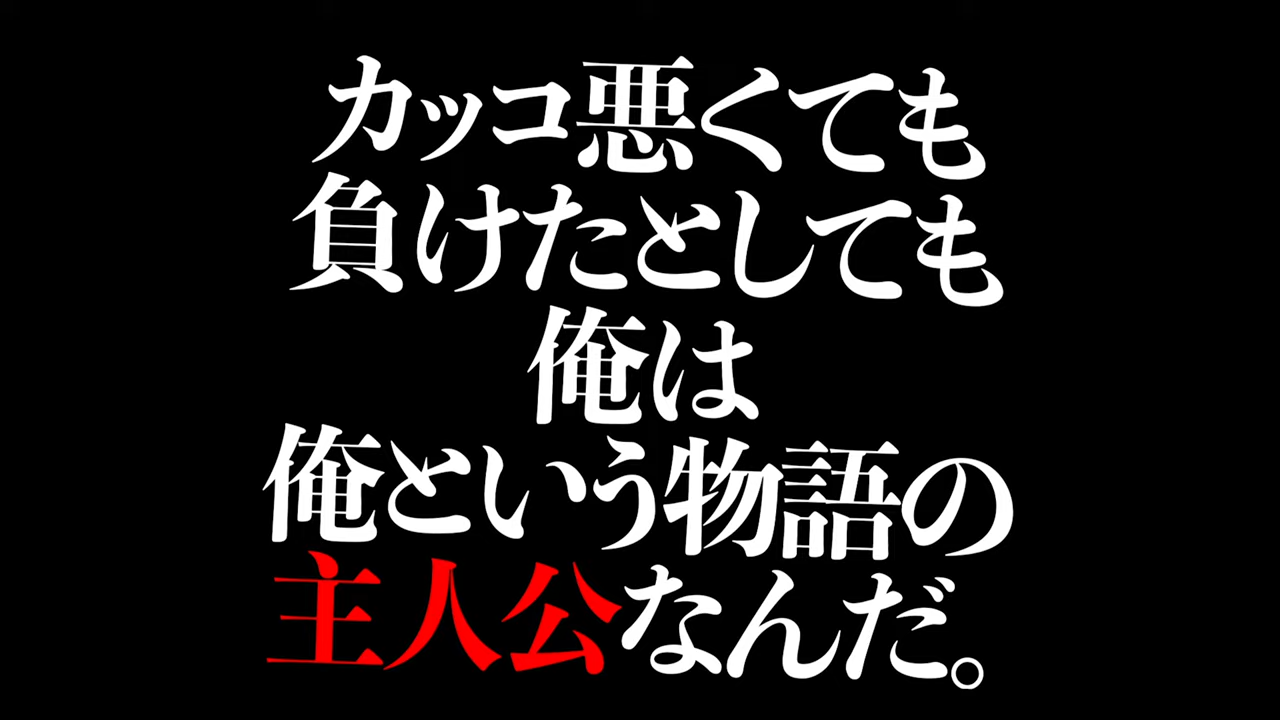 カッコ悪くても
負けたとしても
俺は
俺という物語の
主人公なんだ。